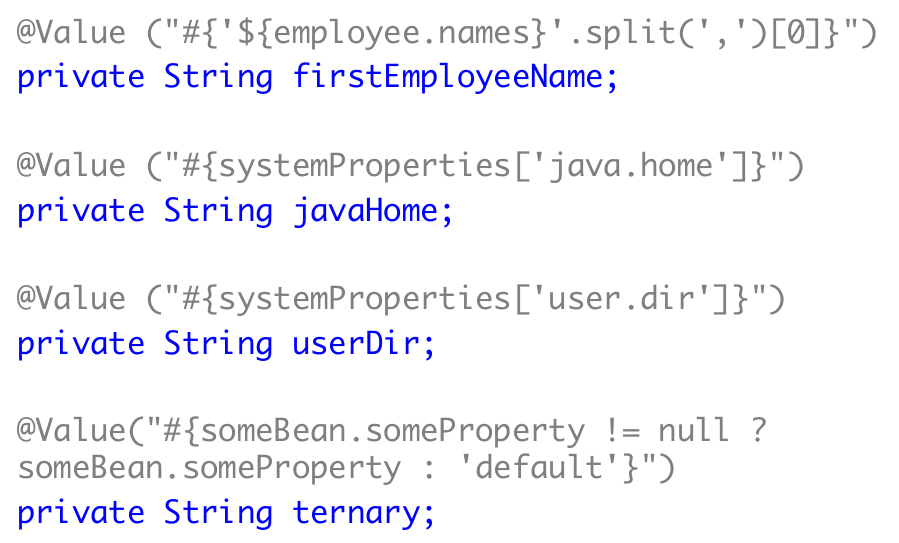 @Value ("#{'${employee.names}'.split(',')[0]}")
private String firstEmployeeName;
@Value ("#{systemProperties['java.home']}")
private String javaHome;
@Value ("#{systemProperties['user.dir']}")
private String userDir;
@Value("#{someBean.someProperty != null ?
someBean.someProperty : 'default'}")
private String ternary;